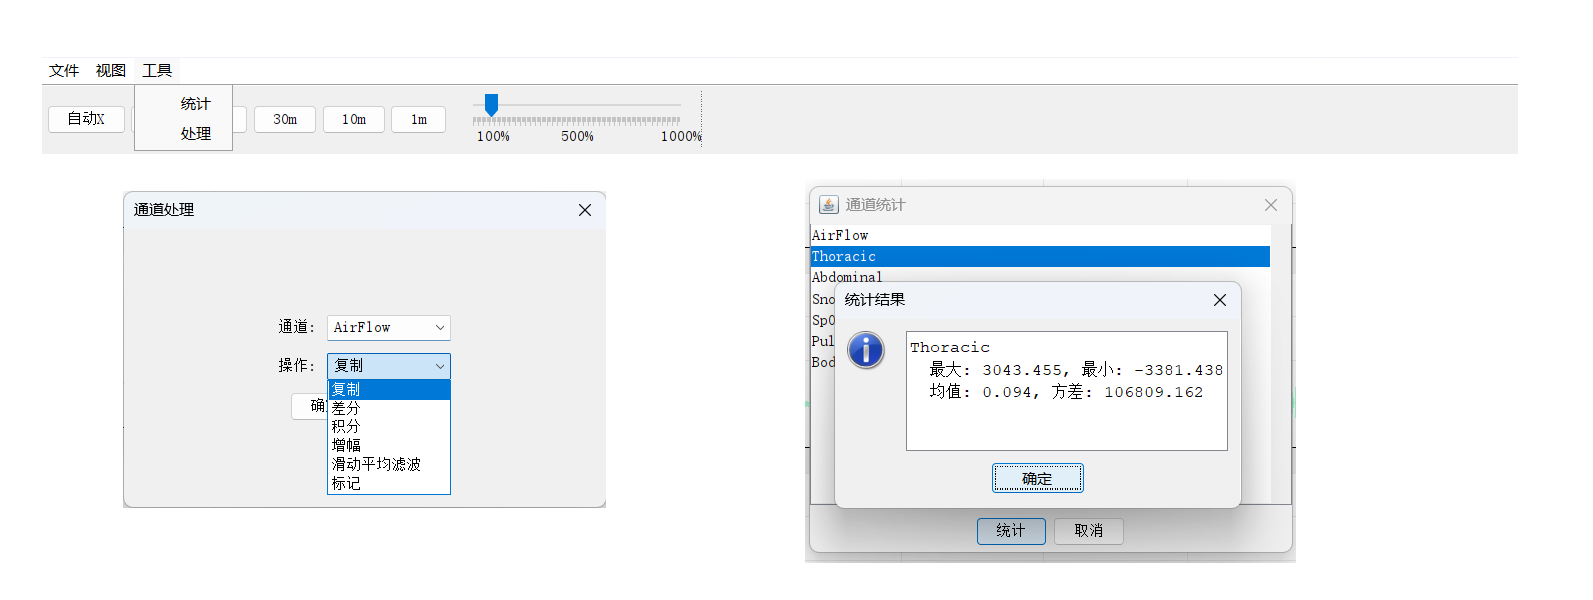 文件 视图 工具
统计
处理
自动X 30m 10m 1m
100% 500% 1000%
通道处理
通道: AirFlow
操作: 复制
复制
差分
积分
增幅
滑动平均滤波
标记
通道统计
AirFlow
Thoracic
Abdominal
Sno
SpO
Pul
Bod
统计结果
Thoracic
最大: 3043.455, 最小: -3381.438
均值: 0.094, 方差: 106809.162
确定
统计 取消